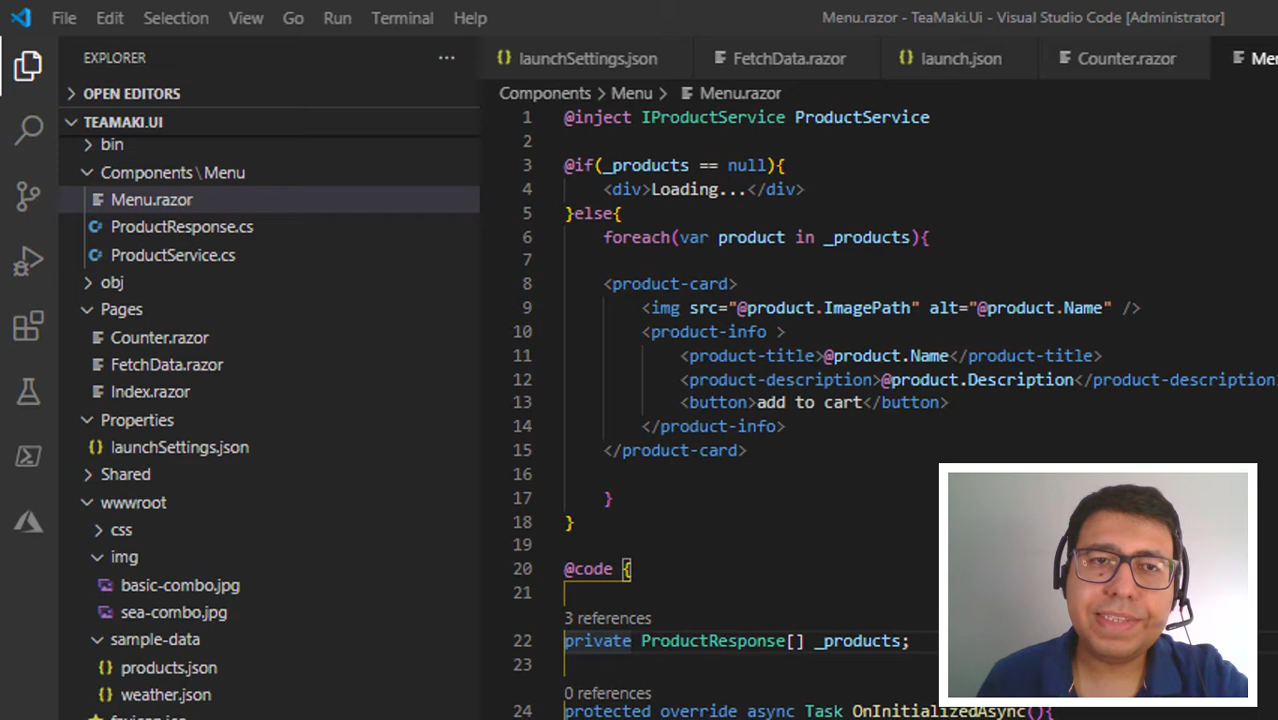 File Edit Selection View Go Run Terminal Help
Menu.razor - TeaMaki.Ui - Visual Studio Code [Administrator]
EXPLORER
OPEN EDITORS
TEAMAKI.UI
bin
Components\Menu
Menu.razor
ProductResponse.cs
ProductService.cs
obj
Pages
Counter.razor
FetchData.razor
Index.razor
Properties
launchSettings.json
Shared
wwwroot
css
img
basic-combo.jpg
sea-combo.jpg
sample-data
products.json
weather.json
favicon.ico
launchSettings.json FetchData.razor launch.json Counter.razor Me
Components > Menu > Menu.razor
1 @inject IProductService ProductService
2
3 @if(_products == null){
4 <div>Loading...</div>
5 }else{
6 foreach(var product in _products){
7
8 <product-card>
9 <img src="@product.ImagePath" alt="@product.Name" />
10 <product-info >
11 <product-title>@product.Name</product-title>
12 <product-description>@product.Description</product-description
13 <button>add to cart</button>
14 </product-info>
15 </product-card>
16
17 }
18 }
19
20 @code {
21
3 references
22 private ProductResponse[] _products;
23
0 references
24 protected override async Task OnInitializedAsync(){